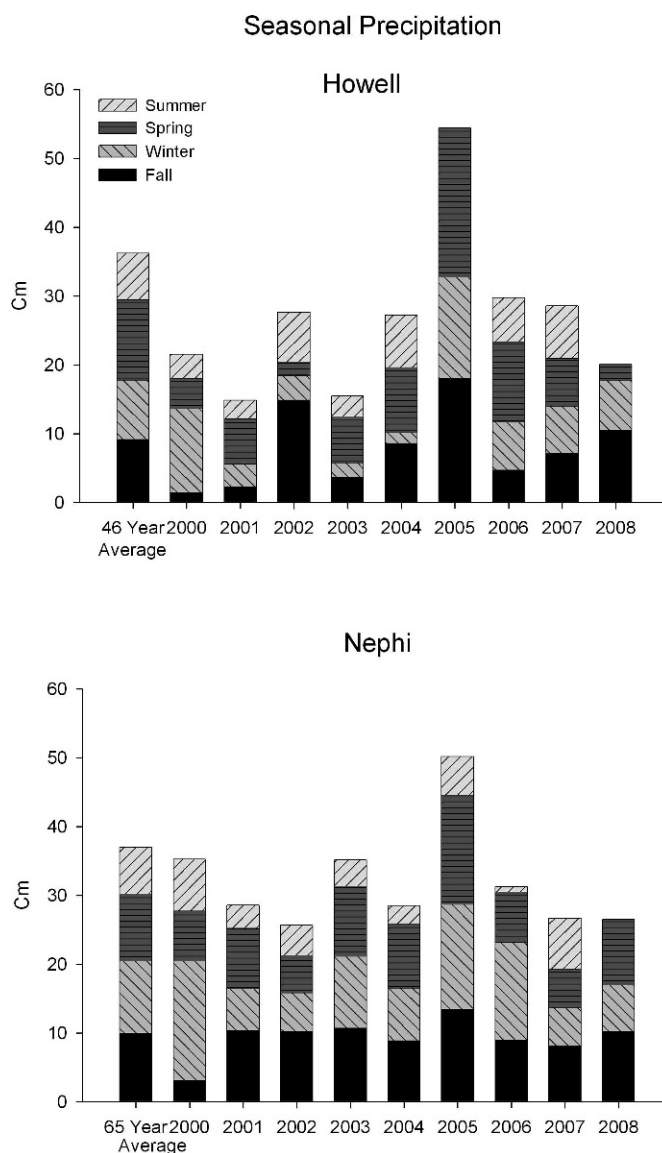 Seasonal Precipitation
Howell
60
50
40
30
20
10
0
Cm
Summer
Spring
Winter
Fall
46 Year 2000 2001 2002 2003 2004 2005 2006 2007 2008
Average
Nephi
60
50
40
30
20
10
0
Cm
65 Year 2000 2001 2002 2003 2004 2005 2006 2007 2008
Average